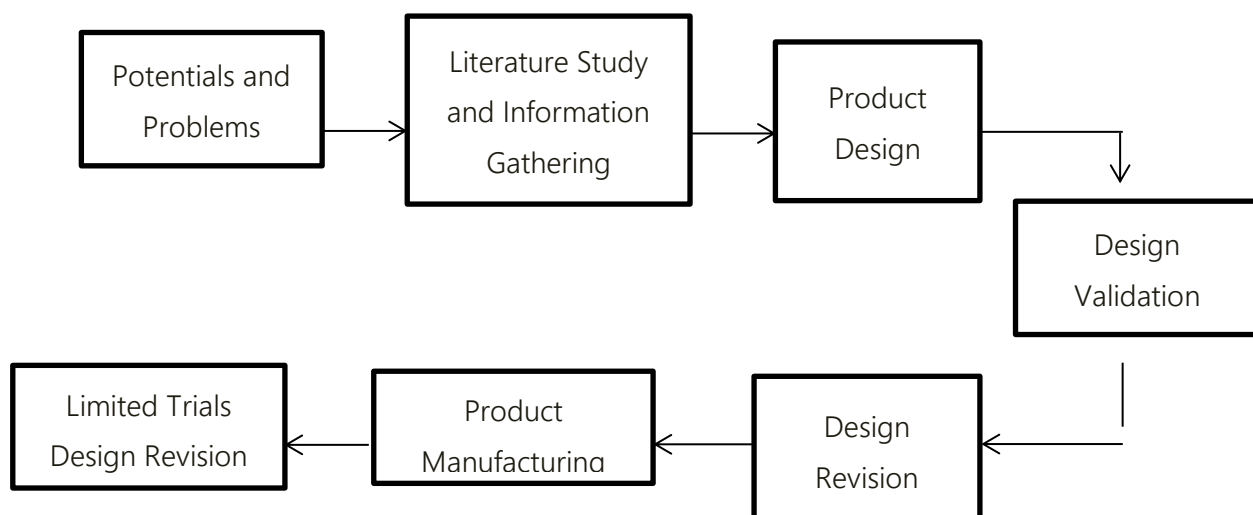 Potentials and
Problems
Literature Study
and Information
Gathering
Product
Design
Design
Validation
Design
Revision
Product
Manufacturing
Limited Trials
Design Revision